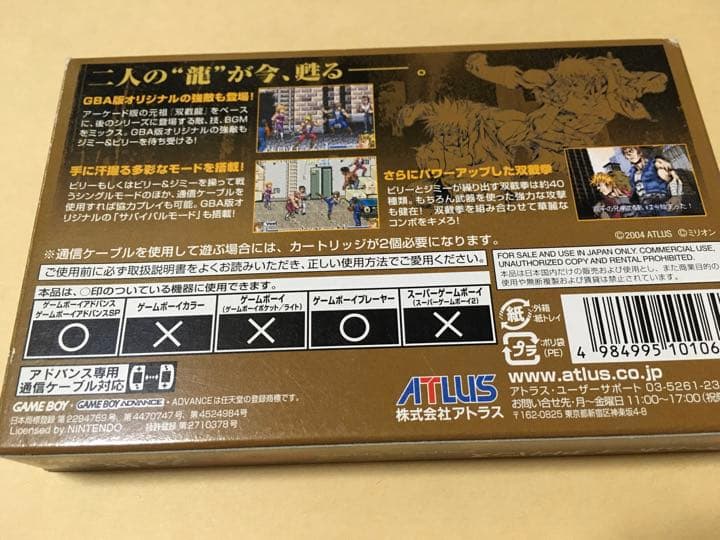 二人の“龍”が今、甦る――。
GBA版オリジナルの強敵も登場!
アーケード版の元祖『双截龍』をベース
に、後のシリーズに登場する敵、技、BGM
をミックス。GBA版オリジナルの強敵も
ジミー&ビリーを待ち受ける!
手に汗握る多彩なモードを搭載!
ビリーもしくはビリー&ジミーを操って戦
うシングルモードのほか、通信ケーブルを
使用すれば協力プレイも可能。GBA版オ
リジナルの「サバイバルモード」も搭載!
さらにパワーアップした双截拳
ビリーとジミーが繰り出す双截拳は約40
種類。もちろん武器を使った強力な攻撃
も健在! 双截拳を組み合わせて華麗な
コンボをキメろ!
©2004 ATLUS ©ミリオン
※通信ケーブルを使用して遊ぶ場合には、カートリッジが2個必要になります。
ご使用前に必ず取扱説明書をよくお読みいただき、正しい使用方法でご愛用ください。
本品は、○印のついている機器に使用できます。
ゲームボーイアドバンス
ゲームボーイアドバンスSP
ゲームボーイカラー
ゲームボーイ
(ゲームボーイポケット/ライト)
ゲームボーイプレーヤー
スーパーゲームボーイ
(スーパーゲームボーイ2)
○ × × ○ ×
FOR SALE AND USE IN JAPAN ONLY. COMMERCIAL USE,
UNAUTHORIZED COPY AND RENTAL PROHIBITED.
本品は日本国内だけの販売および使用とし、また商業目的の
使用や無断複製および賃貸は禁止されています。
紙
:外箱
:紙トレイ
プラ
:ポリ袋
(PE)
4 984995 10106
アドバンス専用
通信ケーブル対応
GAME BOY・GAME BOY ADVANCE・ADVANCEは任天堂の登録商標です。
日本商標登録 第2284769号、第4470747号、第4524984号
Licensed by NINTENDO 特許登録 第2710378号
ATLUS
株式会社アトラス
www.atlus.co.jp
アトラス・ユーザーサポート 03-5261-23
お問い合せ先・月～金曜日 11:00～17:00(祝
〒162-0825 東京都新宿区神楽坂4-8